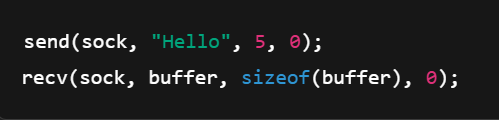 send(sock, "Hello", 5, 0);
recv(sock, buffer, sizeof(buffer), 0);